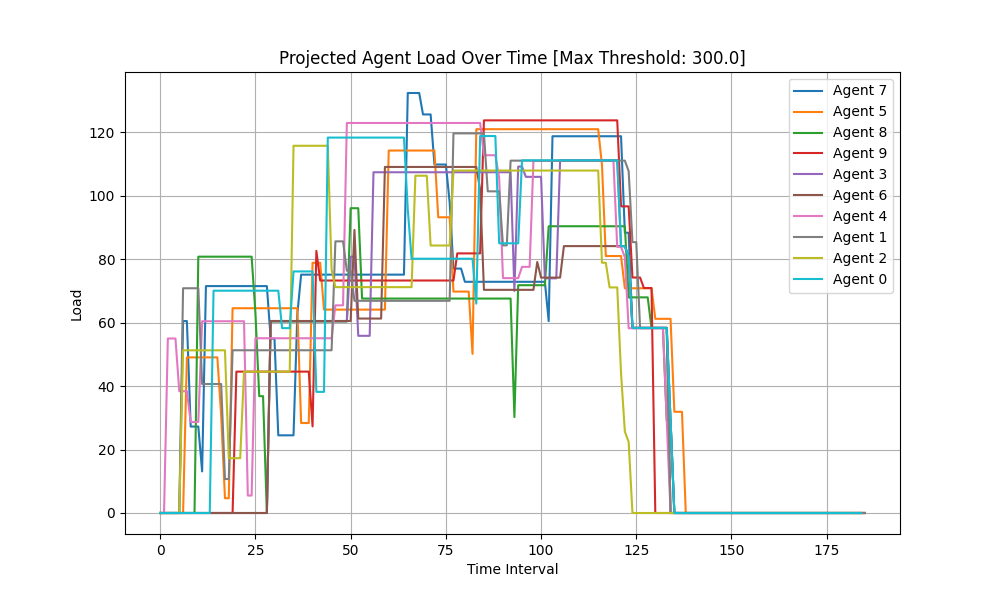 Projected Agent Load Over Time [Max Threshold: 300.0]
Agent 7
Agent 5
Agent 8
Agent 9
Agent 3
Agent 6
Agent 4
Agent 1
Agent 2
Agent 0
120
100
80
60
40
20
0
Load
0 25 50 75 100 125 150 175
Time Interval